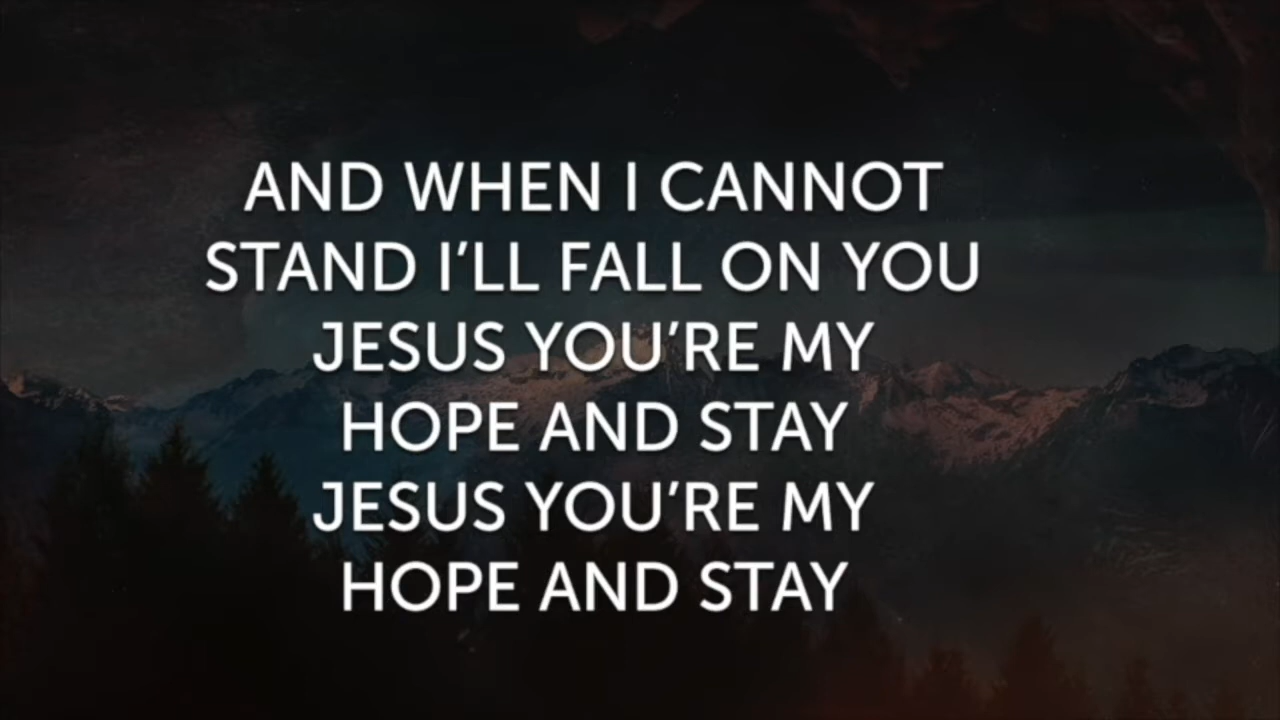 AND WHEN I CANNOT
STAND I’LL FALL ON YOU
JESUS YOU’RE MY
HOPE AND STAY
JESUS YOU’RE MY
HOPE AND STAY